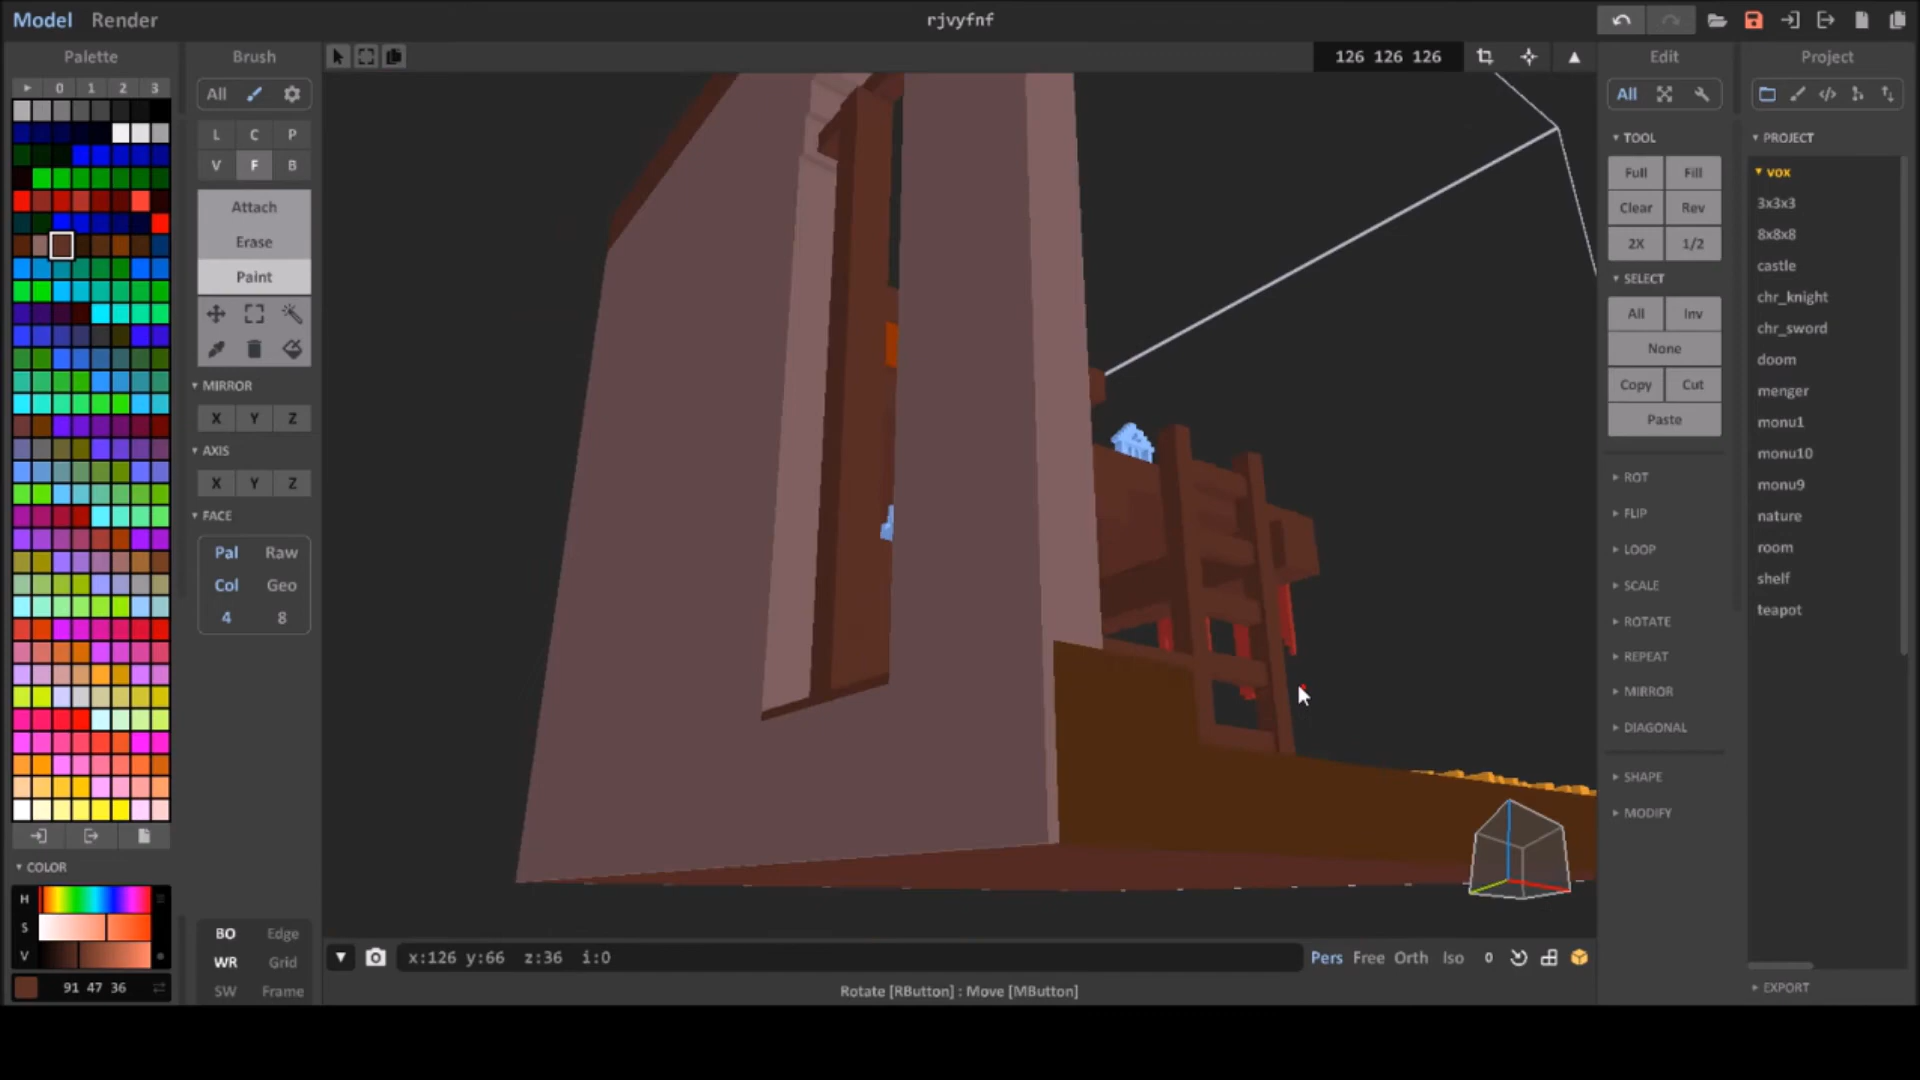 Model Render
rjvyfnf
Palette
0 1 2 3
COLOR
H
S
V
91 47 36
Brush
All
L C P
V F B
Attach
Erase
Paint
MIRROR
X Y Z
AXIS
X Y Z
FACE
Pal Raw
Col Geo
4 8
BO Edge
WR Grid
SW Frame
126 126 126
x:126 y:66 z:36 i:0
Pers Free Orth Iso 0
Rotate [RButton] : Move [MButton]
Edit
All
TOOL
Full Fill
Clear Rev
2X 1/2
SELECT
All Inv
None
Copy Cut
Paste
ROT
FLIP
LOOP
SCALE
ROTATE
REPEAT
MIRROR
DIAGONAL
SHAPE
MODIFY
Project
PROJECT
vox
3x3x3
8x8x8
castle
chr_knight
chr_sword
doom
menger
monu1
monu10
monu9
nature
room
shelf
teapot
EXPORT